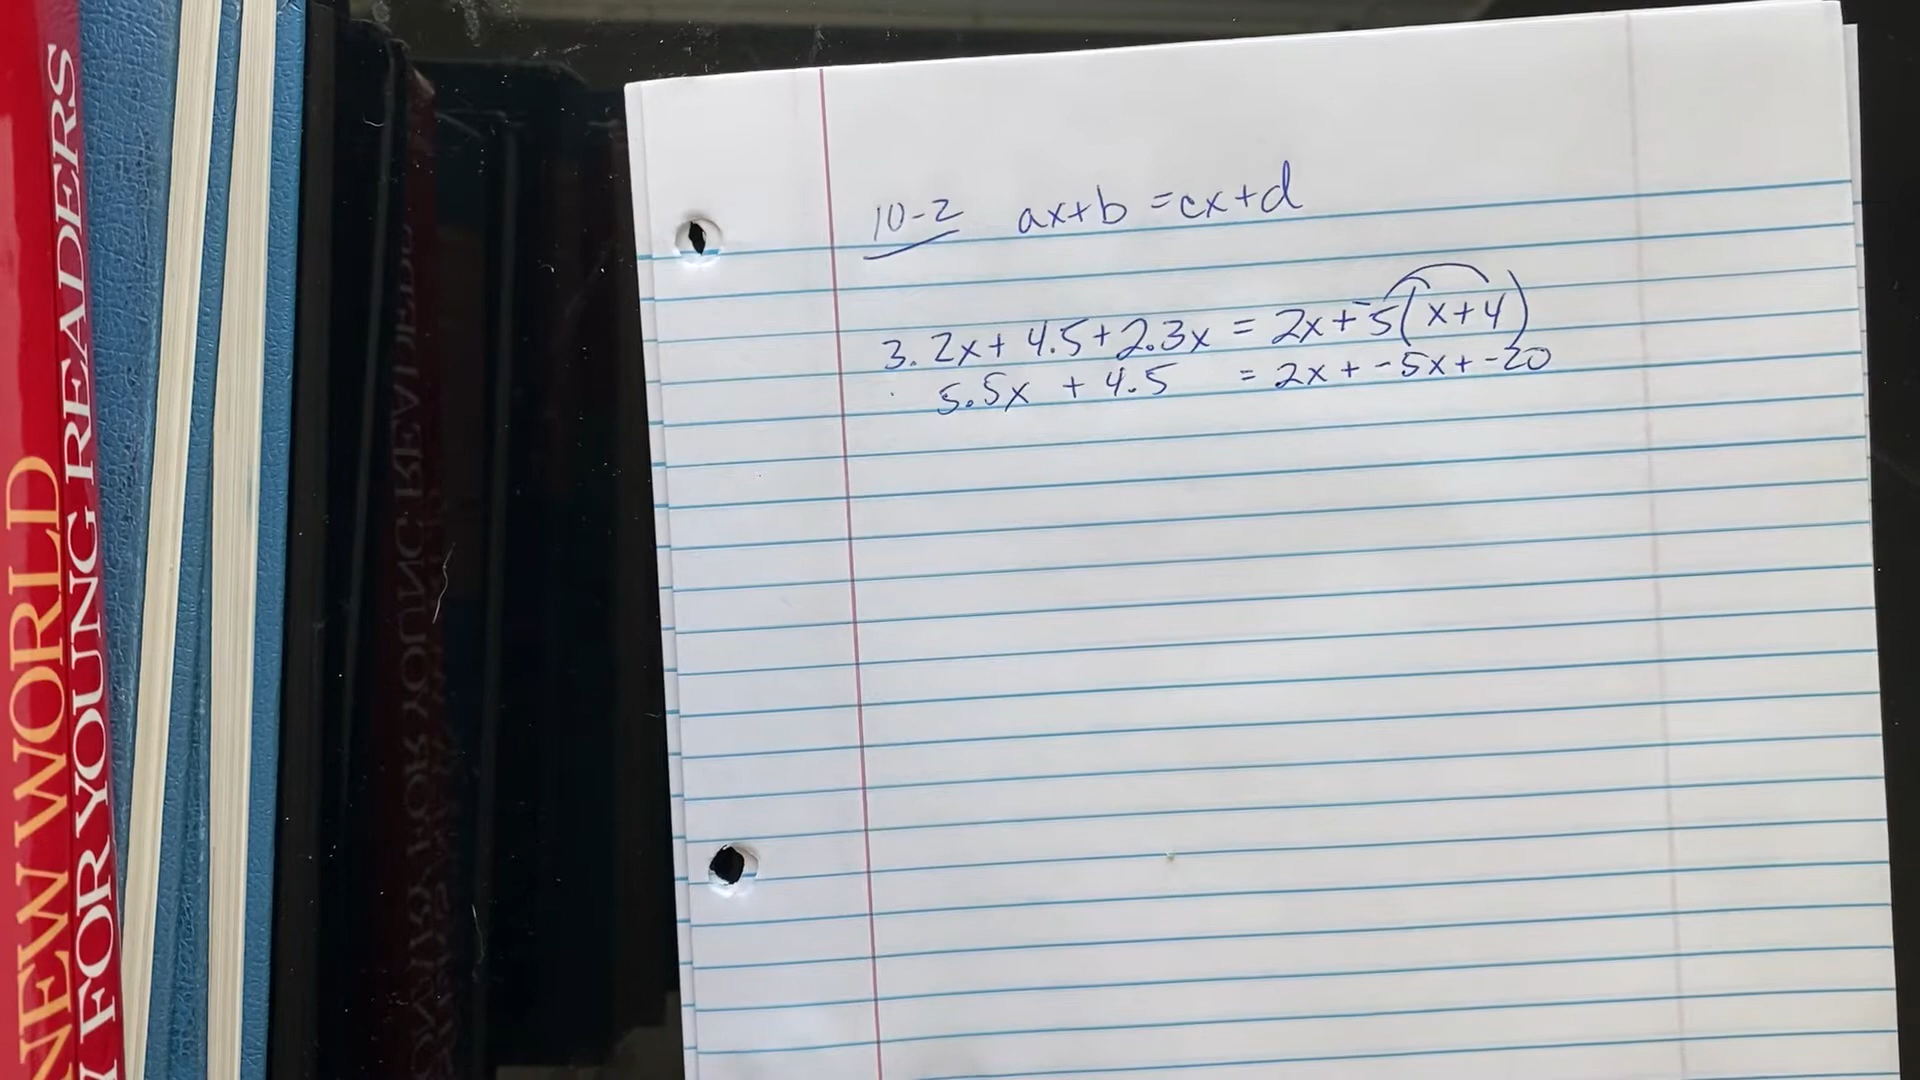 NEW WORLD
FOR YOUNG READERS
10-2 ax+b =cx+d
3. 2x+ 4.5+2.3x = 2x+⁻5(x+4)
5.5x + 4.5 = 2x + -5x + -20